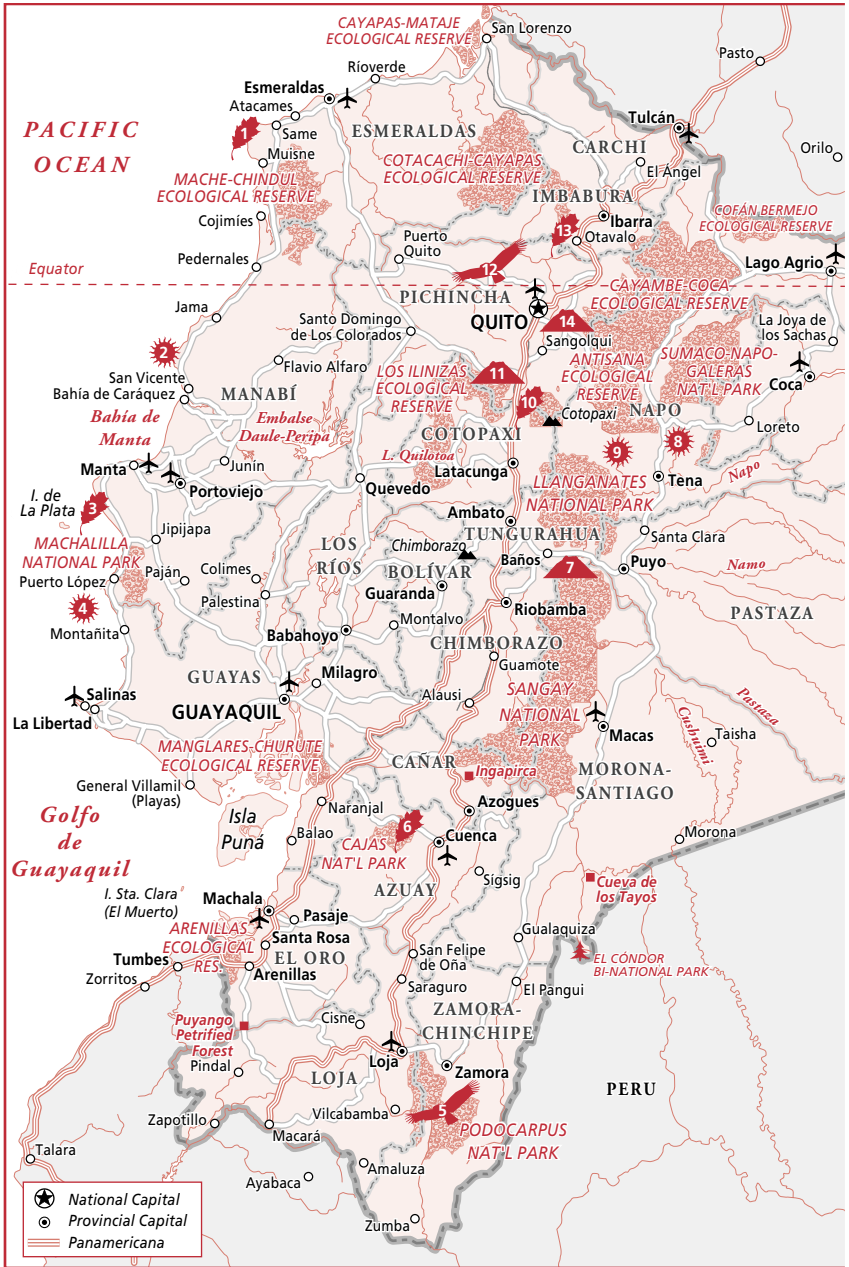 CAYAPAS-MATAJE
ECOLOGICAL RESERVE
San Lorenzo
Pasto
Ríoverde
Esmeraldas
Atacames
Same
Muisne
1
PACIFIC
OCEAN
ESMERALDAS
Tulcán
CARCHI
Orilo
El Ángel
COTACACHI-CAYAPAS
ECOLOGICAL RESERVE
MACHE-CHINDUL
ECOLOGICAL RESERVE
IMBABURA
Ibarra
Otavalo
13
COFÁN BERMEJO
ECOLOGICAL RESERVE
Cojimíes
Puerto
Quito
12
Pedernales
Equator
Lago Agrio
PICHINCHA
CAYAMBE-COCA
ECOLOGICAL RESERVE
QUITO
14
Jama
Santo Domingo
de Los Colorados
Sangolqui
La Joya de
los Sachas
2
Flavio Alfaro
LOS ILINIZAS
ECOLOGICAL
RESERVE
11
ANTISANA
ECOLOGICAL
RESERVE
SUMACO-NAPO-
GALERAS
NAT'L PARK
Coca
San Vicente
Bahía de Caráquez
MANABÍ
10
Cotopaxi
NAPO
Loreto
Bahía de
Manta
Embalse
Daule-Peripa
COTOPAXI
8
9
L. Quilotoa
Manta
Junín
Portoviejo
Quevedo
Latacunga
Tena
Napo
I. de
La Plata
3
LLANGANATES
NATIONAL PARK
Ambato
Santa Clara
MACHALILLA
NATIONAL PARK
Jipijapa
LOS
RÍOS
Chimborazo
TUNGURAHUA
Baños
7
Puyo
Namo
Puerto López
Paján
Colimes
Palestina
BOLÍVAR
Guaranda
Riobamba
PASTAZA
4
Montañita
Babahoyo
Montalvo
CHIMBORAZO
Guamote
GUAYAS
Milagro
Salinas
La Libertad
GUAYAQUIL
Alausi
SANGAY
NATIONAL
PARK
Macas
Pastaza
Cushuimi
Taisha
MANGLARES-CHURUTE
ECOLOGICAL RESERVE
CAÑAR
Ingapirca
MORONA-
SANTIAGO
General Villamil
(Playas)
Golfo
de
Guayaquil
Isla
Puná
Naranjal
Balao
6
CAJAS
NAT'L PARK
Azogues
Cuenca
Morona
AZUAY
Sígsig
Cueva de
los Tayos
I. Sta. Clara
(El Muerto)
Machala
Pasaje
Gualaquiza
ARENILLAS
ECOLOGICAL
RES.
Santa Rosa
EL ORO
Arenillas
San Felipe
de Oña
EL CÓNDOR
BI-NATIONAL PARK
Tumbes
Zorritos
Saraguro
El Pangui
Cisne
ZAMORA-
CHINCHIPE
Puyango
Petrified
Forest
Pindal
Loja
Zamora
LOJA
PERU
Zapotillo
Vilcabamba
5
Macará
PODOCARPUS
NAT'L PARK
Talara
Ayabaca
Amaluza
Zumba
National Capital
Provincial Capital
Panamericana